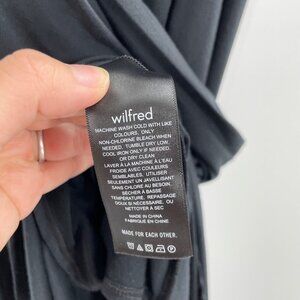 wilfred
MACHINE WASH COLD WITH LIKE
COLOURS, ONLY
NON-CHLORINE BLEACH WHEN
NEEDED, TUMBLE DRY LOW,
COOL IRON ONLY IF NEEDED,
OR DRY CLEAN
LAVER À LA MACHINE À L'EAU
FROIDE AVEC COULEURS
SEMBLABLES, UTILISER
SEULEMENT UN JAVELLISANT
SANS CHLORE AU BESOIN,
SÉCHER À BASSE
TEMPÉRATURE, REPASSAGE
DOUX SI NÉCESSAIRE, OU
NETTOYER À SEC
MADE IN CHINA
FABRIQUÉ EN CHINE
MADE FOR EACH OTHER.